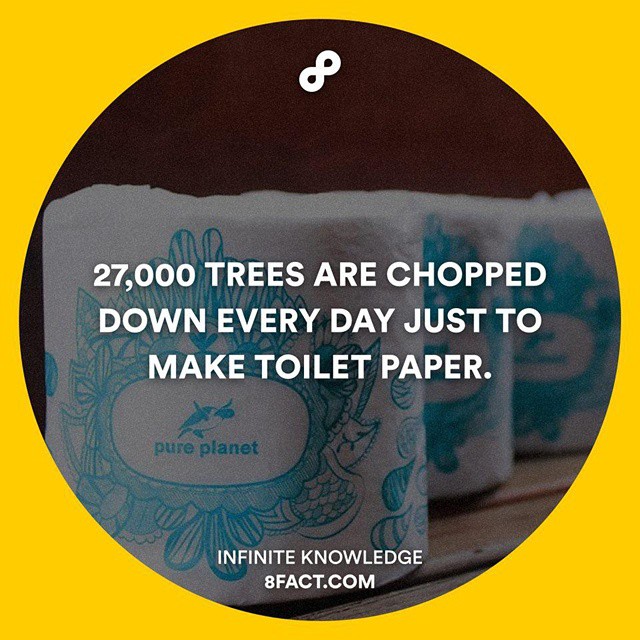 27,000 TREES ARE CHOPPED
DOWN EVERY DAY JUST TO
MAKE TOILET PAPER.
pure planet
INFINITE KNOWLEDGE
8FACT.COM